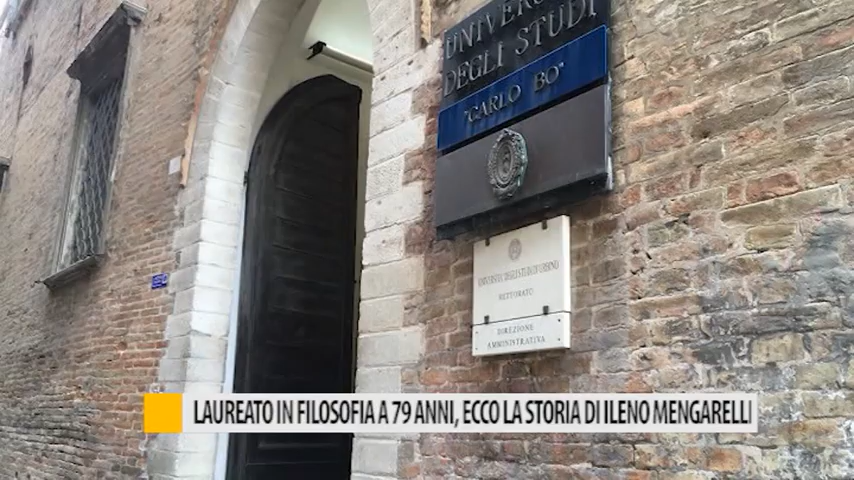 UNIVERSITÀ
DEGLI STUDI
"CARLO BO"
UNIVERSITÀ DEGLI STUDI DI URBINO
RETTORATO
DIREZIONE
AMMINISTRATIVA
LAUREATO IN FILOSOFIA A 79 ANNI, ECCO LA STORIA DI ILENO MENGARELLI